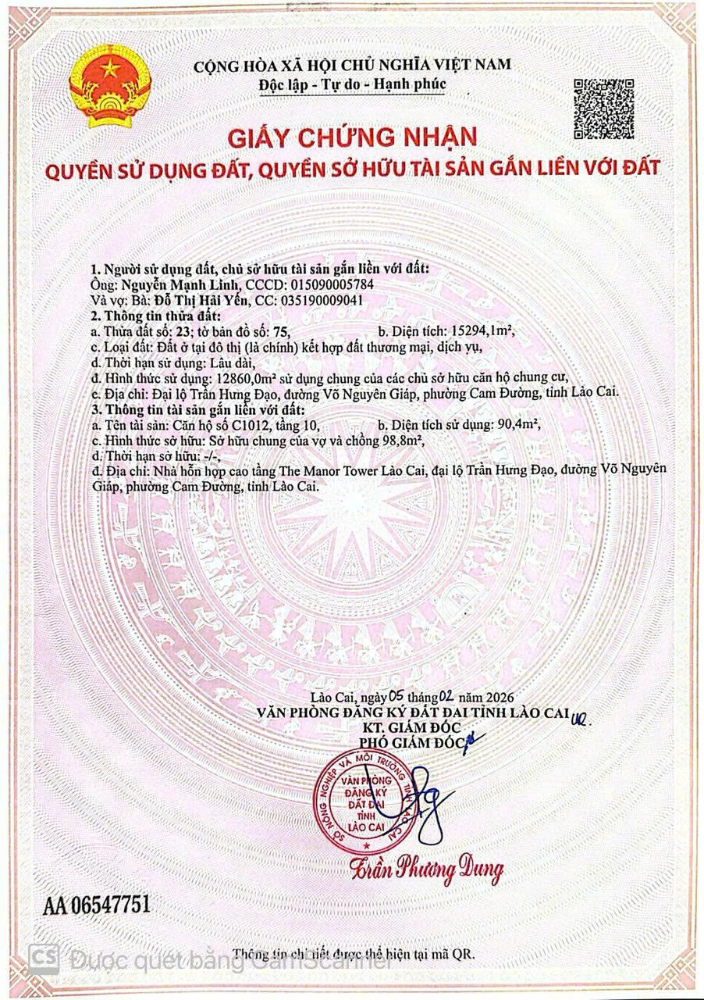 CỘNG HÒA XÃ HỘI CHỦ NGHĨA VIỆT NAM
Độc lập - Tự do - Hạnh phúc
GIẤY CHỨNG NHẬN
QUYỀN SỬ DỤNG ĐẤT, QUYỀN SỞ HỮU TÀI SẢN GẮN LIỀN VỚI ĐẤT
1. Người sử dụng đất, chủ sở hữu tài sản gắn liền với đất:
Ông: Nguyễn Mạnh Linh, CCCD: 015090005784
Và vợ: Bà: Đỗ Thị Hải Yến, CC: 035190009041
2. Thông tin thửa đất:
a. Thửa đất số: 23; tờ bản đồ số: 75, b. Diện tích: 15294,1m²,
c. Loại đất: Đất ở tại đô thị (là chính) kết hợp đất thương mại, dịch vụ,
d. Thời hạn sử dụng: Lâu dài,
đ. Hình thức sử dụng: 12860,0m² sử dụng chung của các chủ sở hữu căn hộ chung cư,
e. Địa chỉ: Đại lộ Trần Hưng Đạo, đường Võ Nguyên Giáp, phường Cam Đường, tỉnh Lào Cai.
3. Thông tin tài sản gắn liền với đất:
a. Tên tài sản: Căn hộ số C1012, tầng 10, b. Diện tích sử dụng: 90,4m²,
c. Hình thức sở hữu: Sở hữu chung của vợ và chồng 98,8m²,
d. Thời hạn sở hữu: -/-,
đ. Địa chỉ: Nhà hỗn hợp cao tầng The Manor Tower Lào Cai, đại lộ Trần Hưng Đạo, đường Võ Nguyên
Giáp, phường Cam Đường, tỉnh Lào Cai.
Lào Cai, ngày 05 tháng 02 năm 2026
VĂN PHÒNG ĐĂNG KÝ ĐẤT ĐAI TỈNH LÀO CAI
KT. GIÁM ĐỐC
PHÓ GIÁM ĐỐC
SỞ NÔNG NGHIỆP VÀ MÔI TRƯỜNG TỈNH LÀO CAI
VĂN PHÒNG
ĐĂNG KÝ
ĐẤT ĐAI
TỈNH
LÀO CAI
Trần Phương Dung
AA 06547751
Thông tin chi tiết được thể hiện tại mã QR.
CS Được quét bằng CamScanner